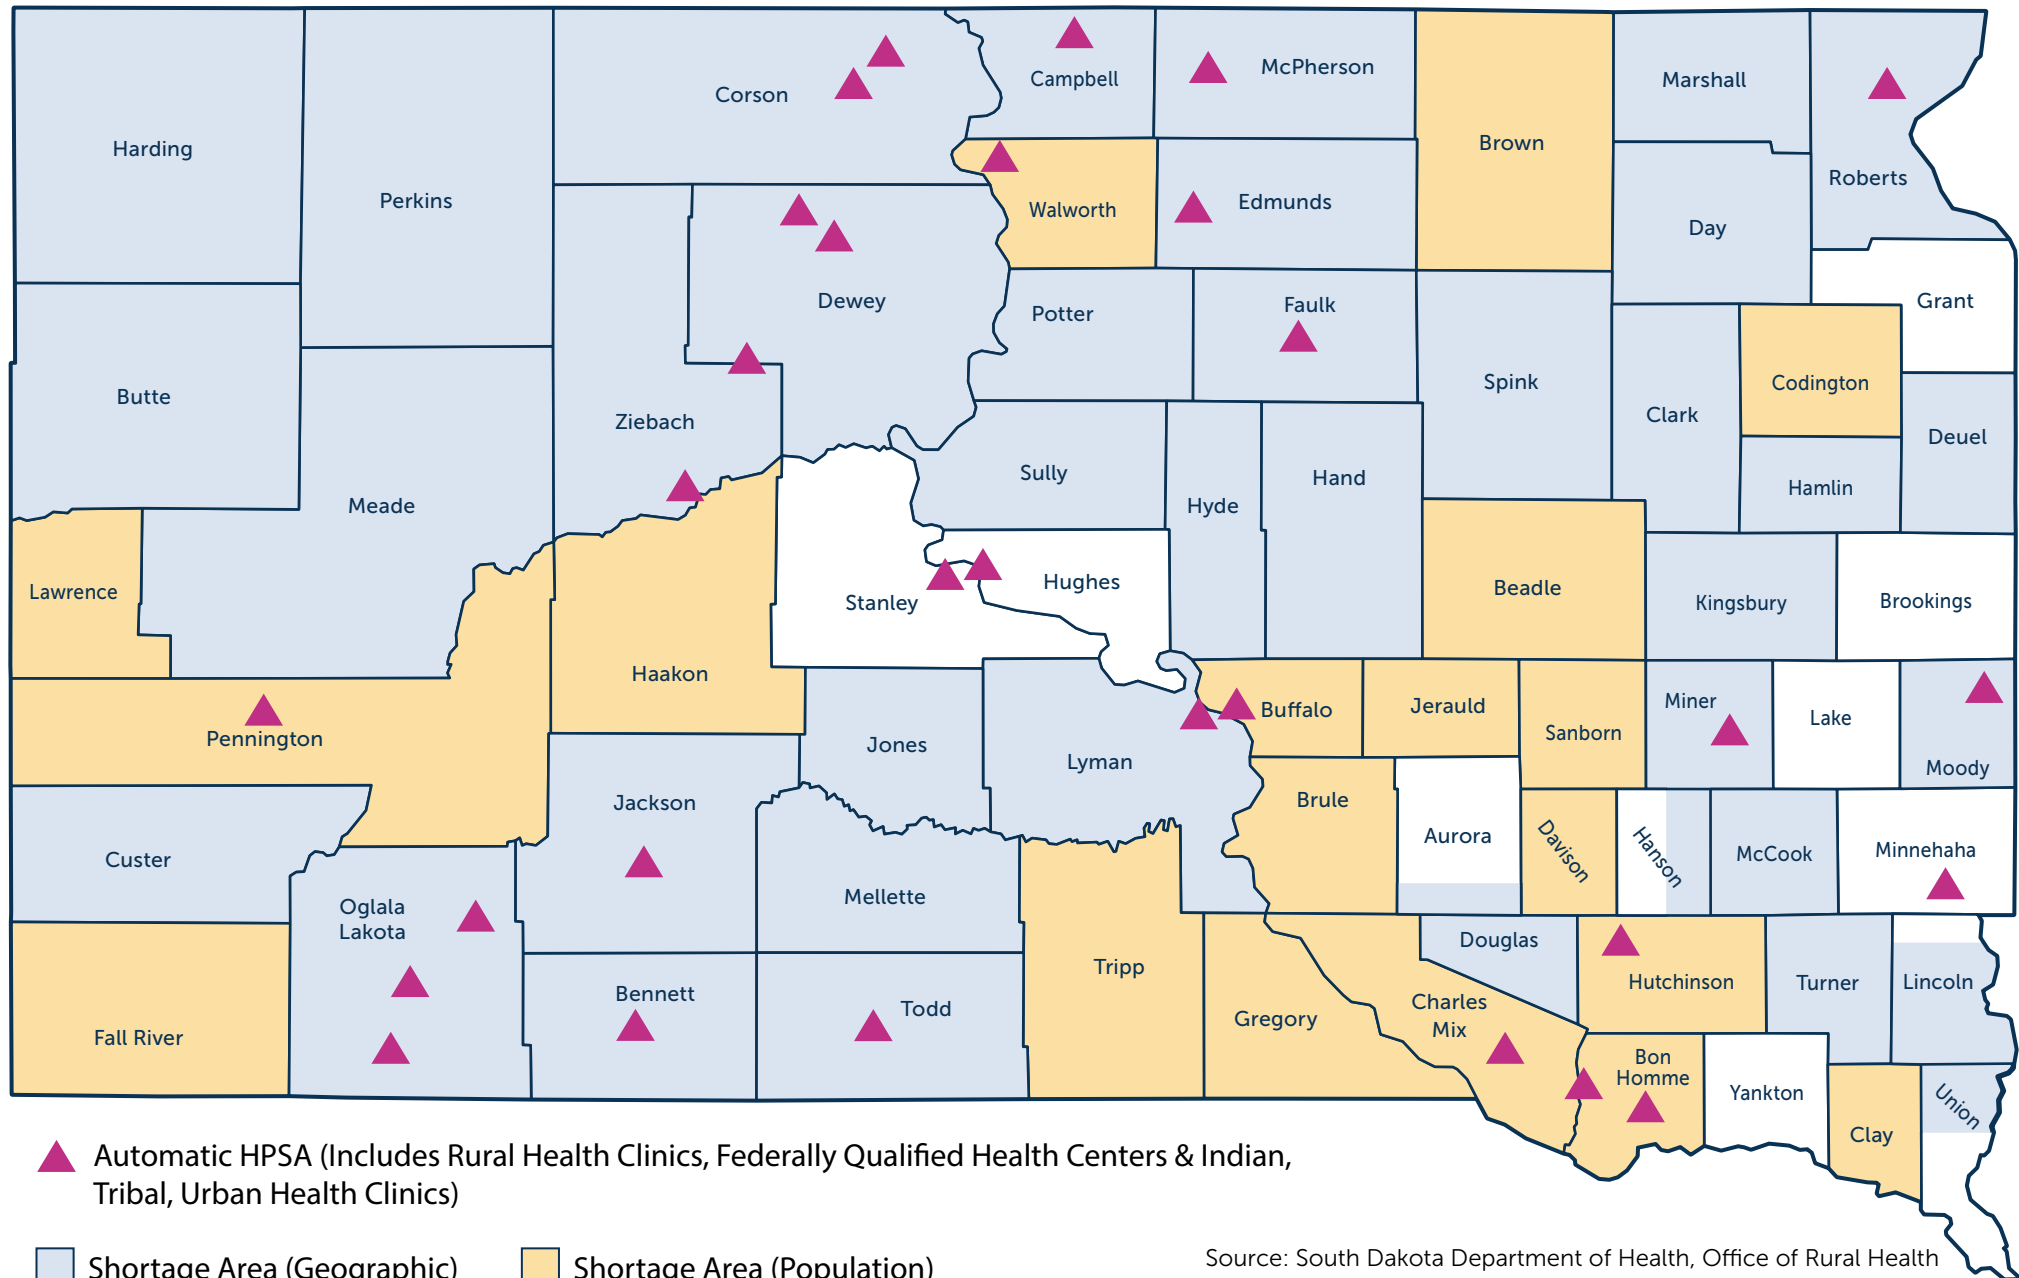 Harding
Perkins
Corson
Campbell
McPherson
Brown
Marshall
Roberts
Walworth
Edmunds
Day
Dewey
Potter
Faulk
Grant
Butte
Meade
Ziebach
Spink
Clark
Codington
Deuel
Sully
Hyde
Hand
Hamlin
Lawrence
Stanley
Hughes
Beadle
Kingsbury
Brookings
Haakon
Pennington
Jones
Lyman
Buffalo
Jerauld
Sanborn
Miner
Lake
Moody
Custer
Jackson
Brule
Aurora
Davison
Hanson
McCook
Minnehaha
Oglala
Lakota
Mellette
Fall River
Bennett
Todd
Tripp
Gregory
Charles
Mix
Douglas
Hutchinson
Turner
Lincoln
Bon
Homme
Yankton
Clay
Union
Automatic HPSA (Includes Rural Health Clinics, Federally Qualified Health Centers & Indian,
Tribal, Urban Health Clinics)
Shortage Area (Geographic)
Shortage Area (Population)
Source: South Dakota Department of Health, Office of Rural Health